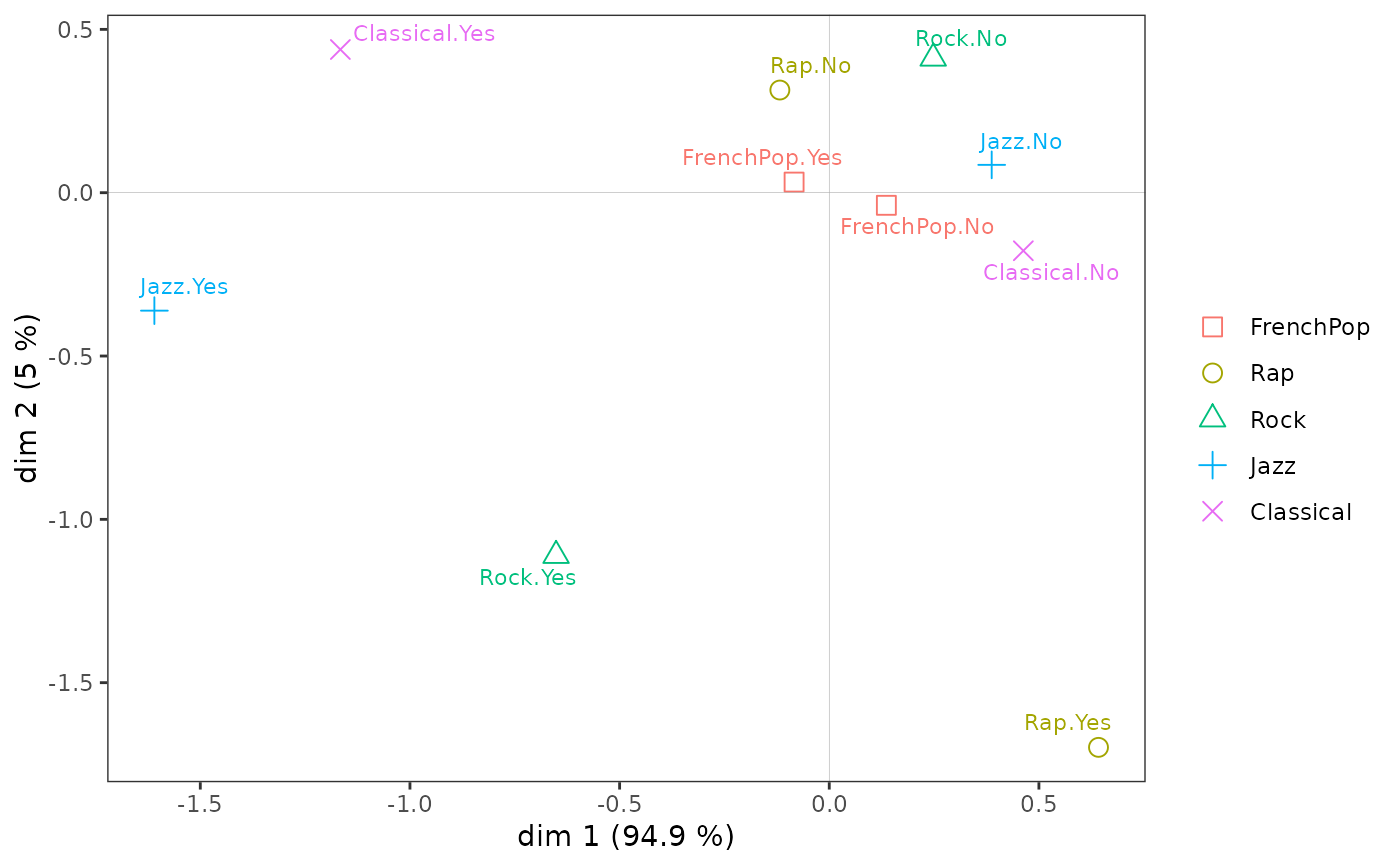 0.5
0.0
-0.5
-1.0
-1.5
dim 2 (5 %)
Classical.Yes
Rock.No
Rap.No
Jazz.No
FrenchPop.Yes
FrenchPop.No
Classical.No
Jazz.Yes
Rock.Yes
Rap.Yes
-1.5
-1.0
-0.5
0.0
0.5
dim 1 (94.9 %)
FrenchPop
Rap
Rock
Jazz
Classical